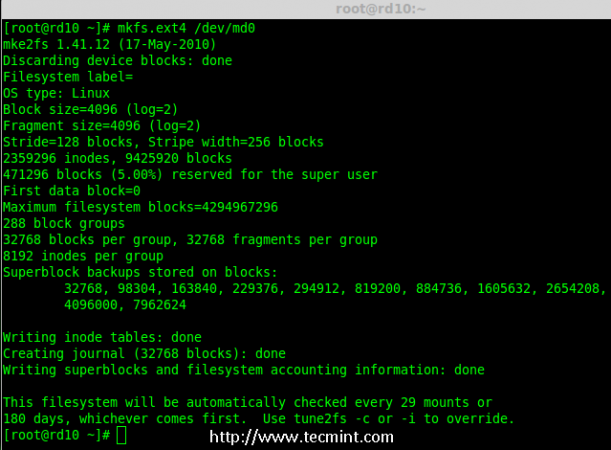 root@rd10:~
[root@rd10 ~]# mkfs.ext4 /dev/md0
mke2fs 1.41.12 (17-May-2010)
Discarding device blocks: done
Filesystem label=
OS type: Linux
Block size=4096 (log=2)
Fragment size=4096 (log=2)
Stride=128 blocks, Stripe width=256 blocks
2359296 inodes, 9425920 blocks
471296 blocks (5.00%) reserved for the super user
First data block=0
Maximum filesystem blocks=4294967296
288 block groups
32768 blocks per group, 32768 fragments per group
8192 inodes per group
Superblock backups stored on blocks:
32768, 98304, 163840, 229376, 294912, 819200, 884736, 1605632, 2654208,
4096000, 7962624
Writing inode tables: done
Creating journal (32768 blocks): done
Writing superblocks and filesystem accounting information: done
This filesystem will be automatically checked every 29 mounts or
180 days, whichever comes first.  Use tune2fs -c or -i to override.
[root@rd10 ~]#
http://www.tecmint.com